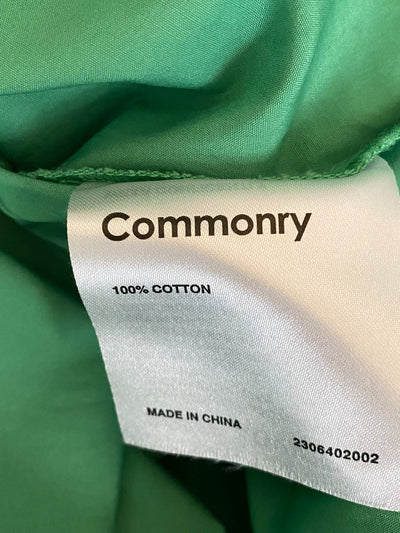 Commonry
100% COTTON
MADE IN CHINA
2306402002